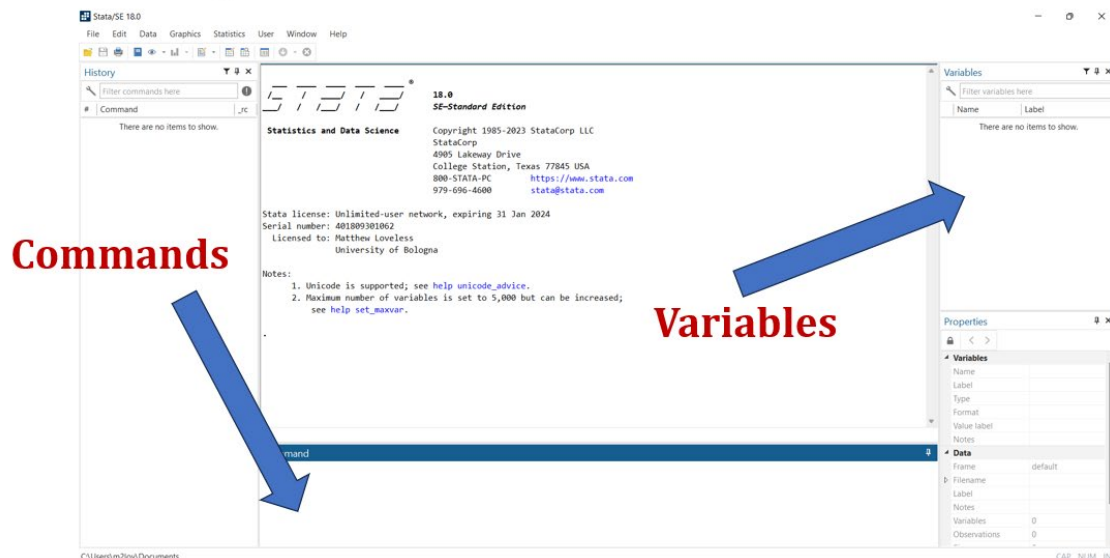 Stata/SE 18.0
File Edit Data Graphics Statistics User Window Help
History
Filter commands here
# Command _rc
There are no items to show.
STATA ®
18.0
SE—Standard Edition
Statistics and Data Science
Copyright 1985-2023 StataCorp LLC
StataCorp
4905 Lakeway Drive
College Station, Texas 77845 USA
800-STATA-PC https://www.stata.com
979-696-4600 stata@stata.com
Stata license: Unlimited-user network, expiring 31 Jan 2024
Serial number: 401809301062
Licensed to: Matthew Loveless
University of Bologna
Notes:
1. Unicode is supported; see help unicode_advice.
2. Maximum number of variables is set to 5,000 but can be increased;
see help set_maxvar.
.
Commands
Variables
mmand
Variables
Filter variables here
Name Label
There are no items to show.
Properties
Variables
Name
Label
Type
Format
Value label
Notes
Data
Frame default
Filename
Label
Notes
Variables 0
Observations 0
C:\Users\m2lov\Documents
CAP NUM